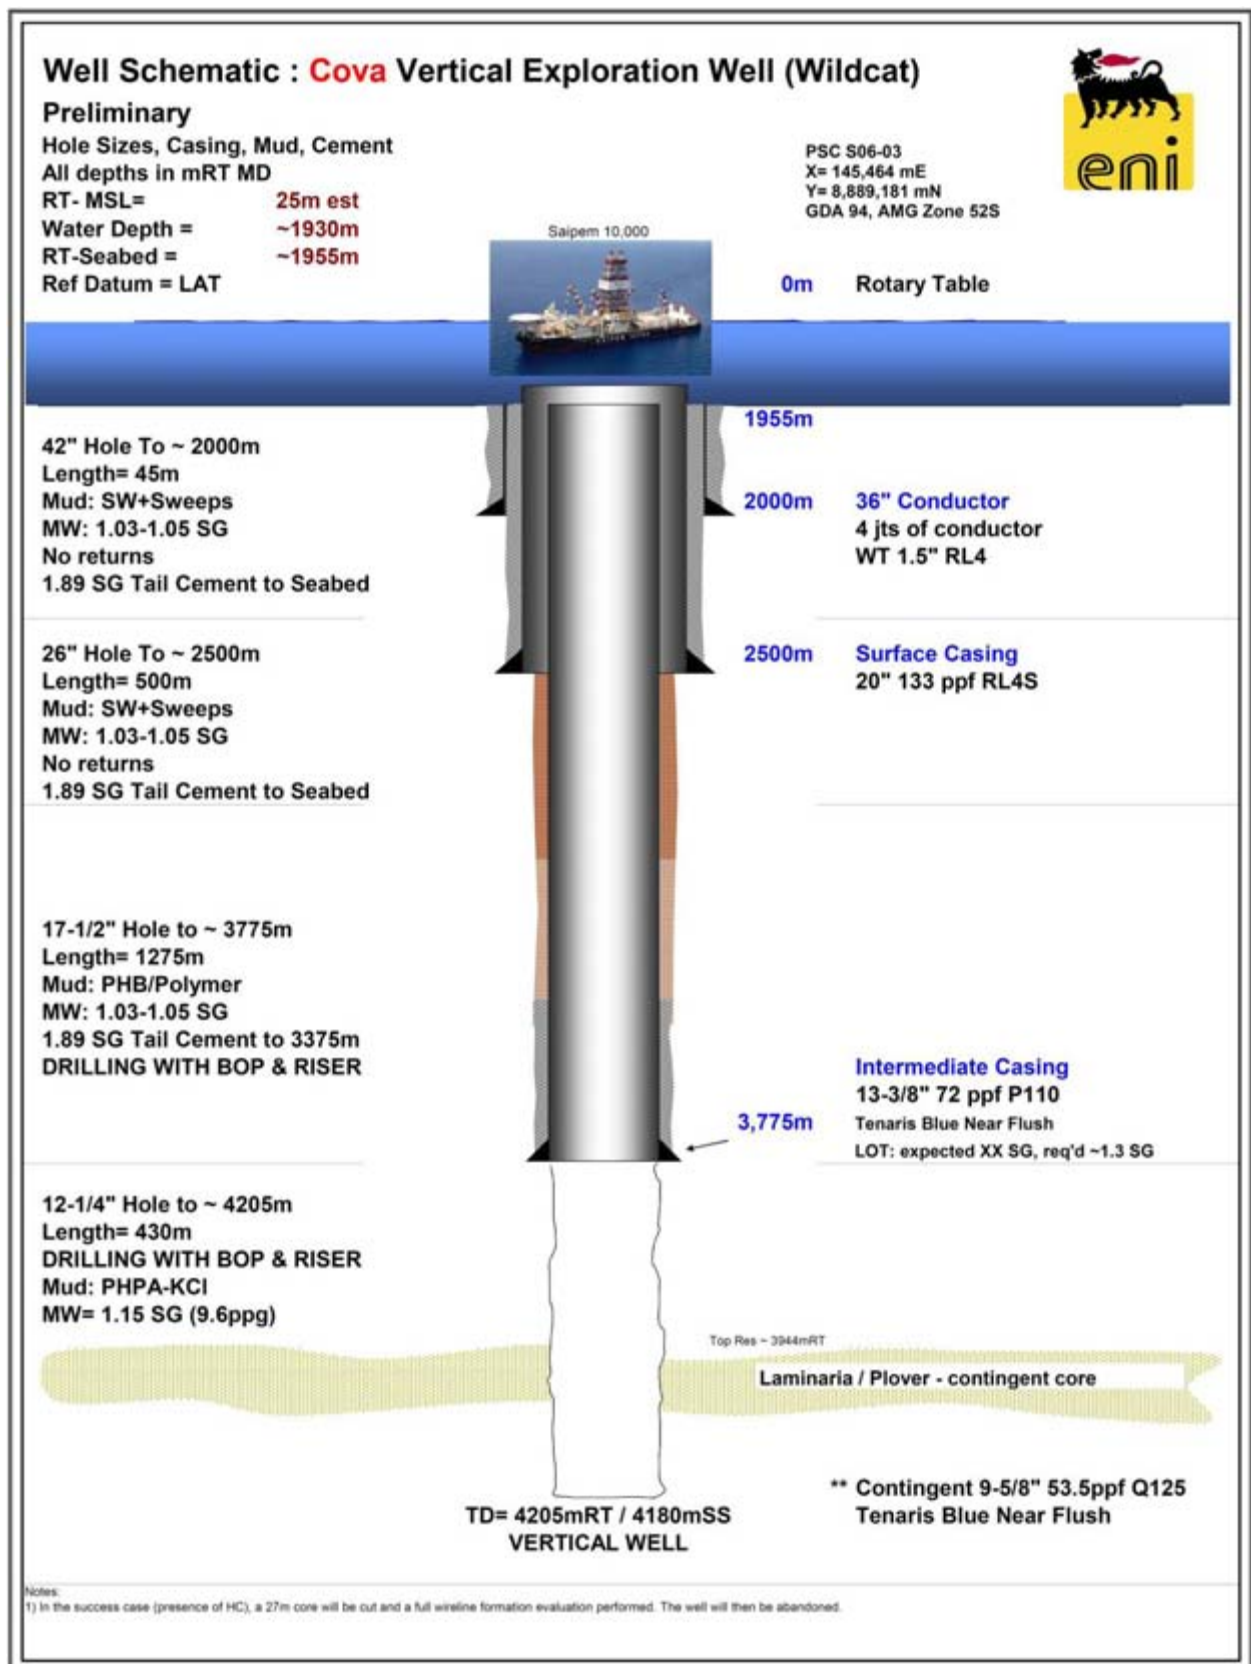 Well Schematic : Cova Vertical Exploration Well (Wildcat)
Preliminary
Hole Sizes, Casing, Mud, Cement
All depths in mRT MD
RT- MSL= 25m est
Water Depth = ~1930m
RT-Seabed = ~1955m
Ref Datum = LAT
PSC S06-03
X= 145,464 mE
Y= 8,889,181 mN
GDA 94, AMG Zone 52S
eni
Saipem 10,000
0m Rotary Table
1955m
42" Hole To ~ 2000m
Length= 45m
Mud: SW+Sweeps
MW: 1.03-1.05 SG
No returns
1.89 SG Tail Cement to Seabed
2000m 36" Conductor
4 jts of conductor
WT 1.5" RL4
26" Hole To ~ 2500m
Length= 500m
Mud: SW+Sweeps
MW: 1.03-1.05 SG
No returns
1.89 SG Tail Cement to Seabed
2500m Surface Casing
20" 133 ppf RL4S
17-1/2" Hole to ~ 3775m
Length= 1275m
Mud: PHB/Polymer
MW: 1.03-1.05 SG
1.89 SG Tail Cement to 3375m
DRILLING WITH BOP & RISER
Intermediate Casing
13-3/8" 72 ppf P110
3,775m Tenaris Blue Near Flush
LOT: expected XX SG, req'd ~1.3 SG
12-1/4" Hole to ~ 4205m
Length= 430m
DRILLING WITH BOP & RISER
Mud: PHPA-KCl
MW= 1.15 SG (9.6ppg)
Top Res ~ 3944mRT
Laminaria / Plover - contingent core
** Contingent 9-5/8" 53.5ppf Q125
Tenaris Blue Near Flush
TD= 4205mRT / 4180mSS
VERTICAL WELL
Notes:
1) In the success case (presence of HC), a 27m core will be cut and a full wireline formation evaluation performed. The well will then be abandoned.